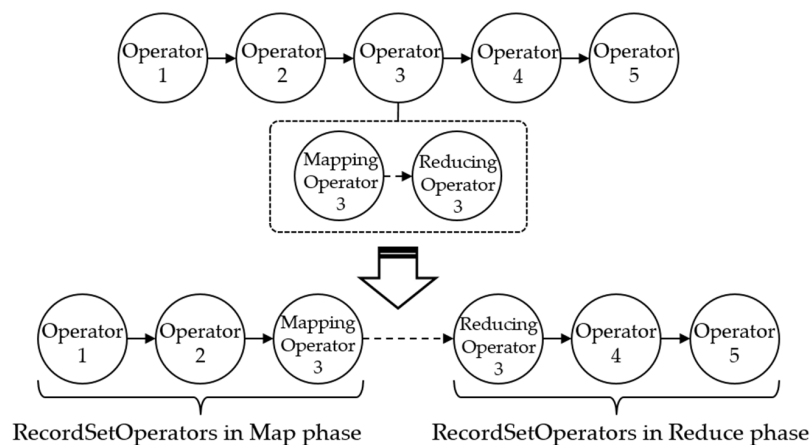 Operator
1
Operator
2
Operator
3
Operator
4
Operator
5
Mapping
Operator
3
Reducing
Operator
3
Operator
1
Operator
2
Mapping
Operator
3
Reducing
Operator
3
Operator
4
Operator
5
RecordSetOperators in Map phase
RecordSetOperators in Reduce phase